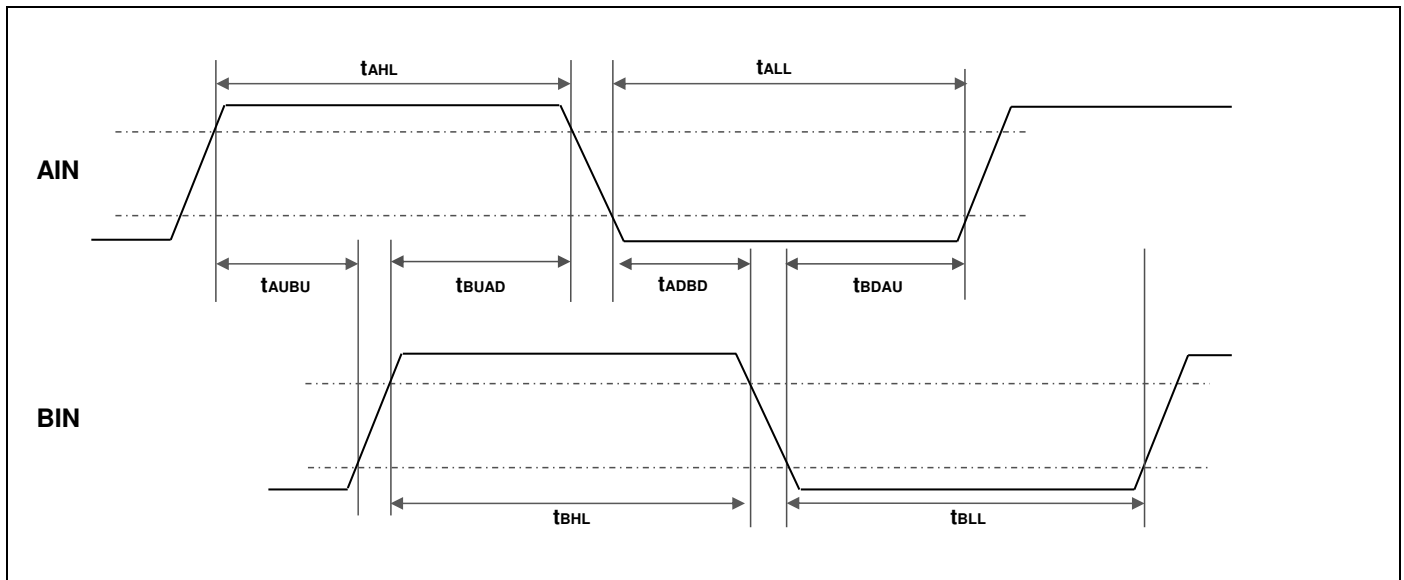 tAHL
tALL
AIN
tAUBU
tBUAD
tADBD
tBDAU
BIN
tBHL
tBLL